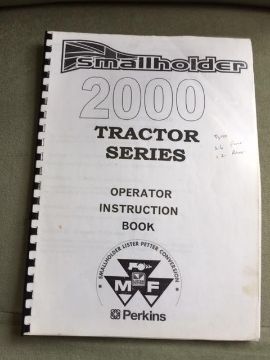 smallholder
2000
TRACTOR
SERIES
OPERATOR
INSTRUCTION
BOOK
SMALLHOLDER LISTER PETTER CONVERSION
MF
Perkins